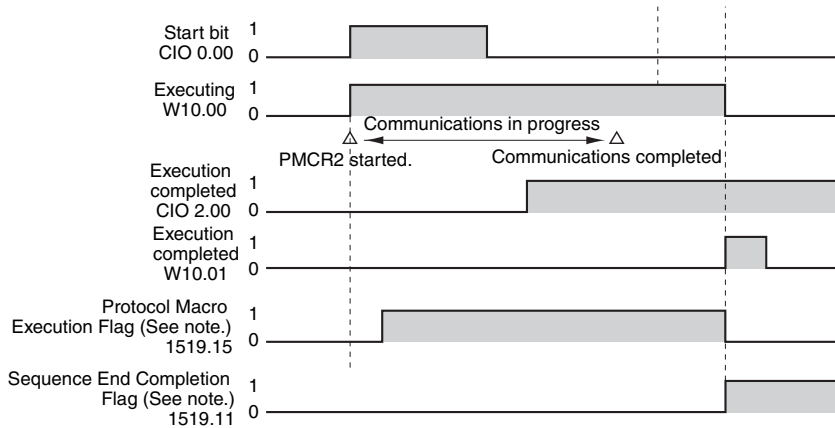 Start bit
CIO 0.00
1
0
Executing
W10.00
1
0
Communications in progress
PMCR2 started.
Communications completed
Execution
completed
CIO 2.00
1
0
Execution
completed
W10.01
1
0
Protocol Macro
Execution Flag (See note.)
1519.15
1
0
Sequence End Completion
Flag (See note.)
1519.11
1
0